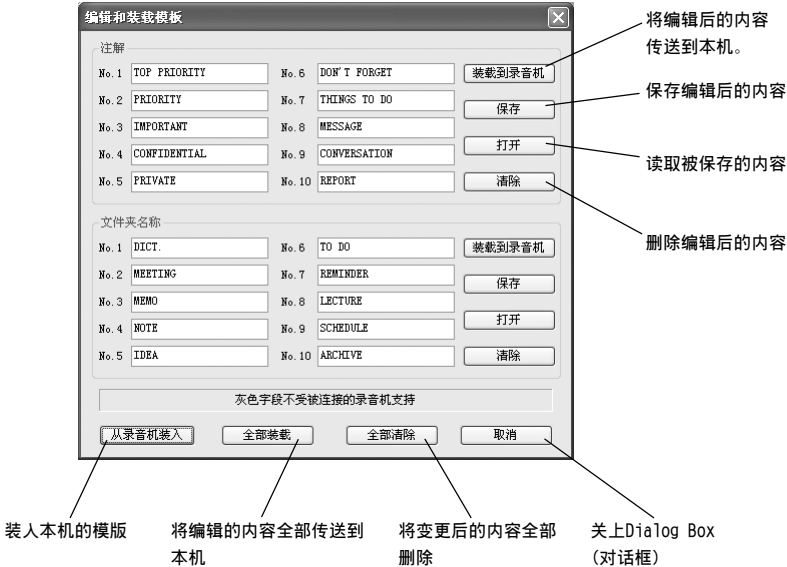 编辑和装载模板
注解
No. 1 TOP PRIORITY No. 6 DON'T FORGET 装载到录音机
No. 2 PRIORITY No. 7 THINGS TO DO 保存
No. 3 IMPORTANT No. 8 MESSAGE
No. 4 CONFIDENTIAL No. 9 CONVERSATION 打开
No. 5 PRIVATE No. 10 REPORT 清除
文件夹名称
No. 1 DICT. No. 6 TO DO 装载到录音机
No. 2 MEETING No. 7 REMINDER 保存
No. 3 MEMO No. 8 LECTURE
No. 4 NOTE No. 9 SCHEDULE 打开
No. 5 IDEA No. 10 ARCHIVE 清除
灰色字段不受被连接的录音机支持
从录音机装入 全部装载 全部清除 取消
将编辑后的内容
传送到本机。
保存编辑后的内容
读取被保存的内容
删除编辑后的内容
装人本机的模版
将编辑的内容全部传送到
本机
将变更后的内容全部
删除
关上Dialog Box
(对话框)